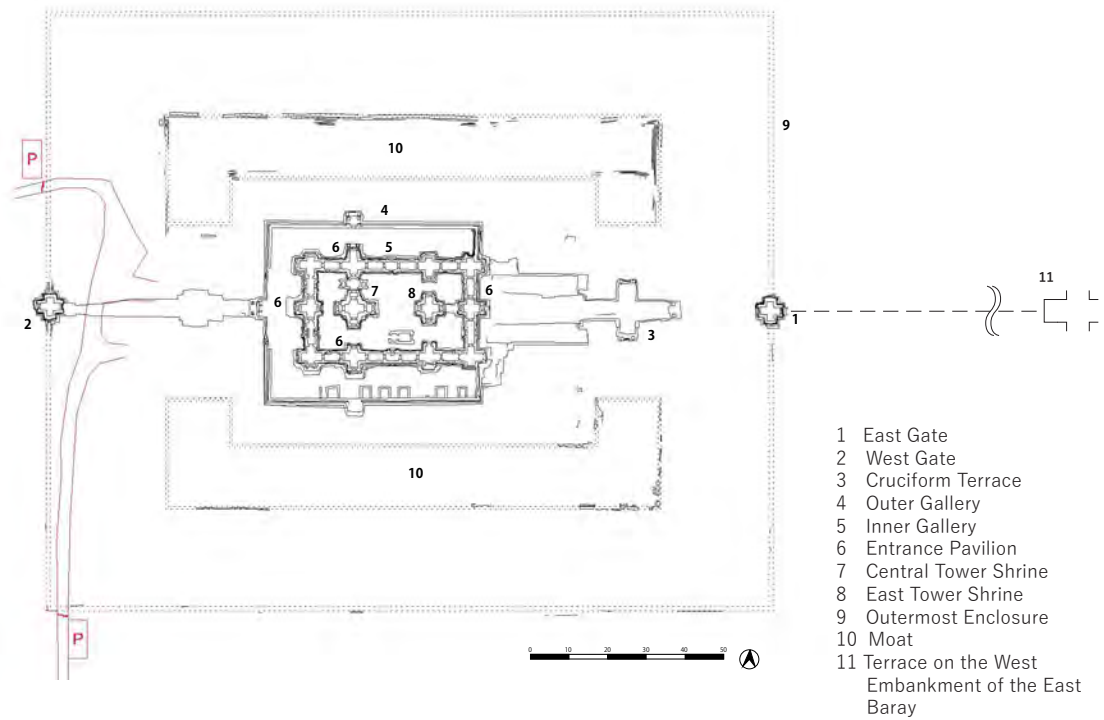 10
9
P
4
6
5
11
7
8
6
6
2
1
3
6
10
P
0 10 20 30 40 50
1 East Gate
2 West Gate
3 Cruciform Terrace
4 Outer Gallery
5 Inner Gallery
6 Entrance Pavilion
7 Central Tower Shrine
8 East Tower Shrine
9 Outermost Enclosure
10 Moat
11 Terrace on the West
Embankment of the East
Baray